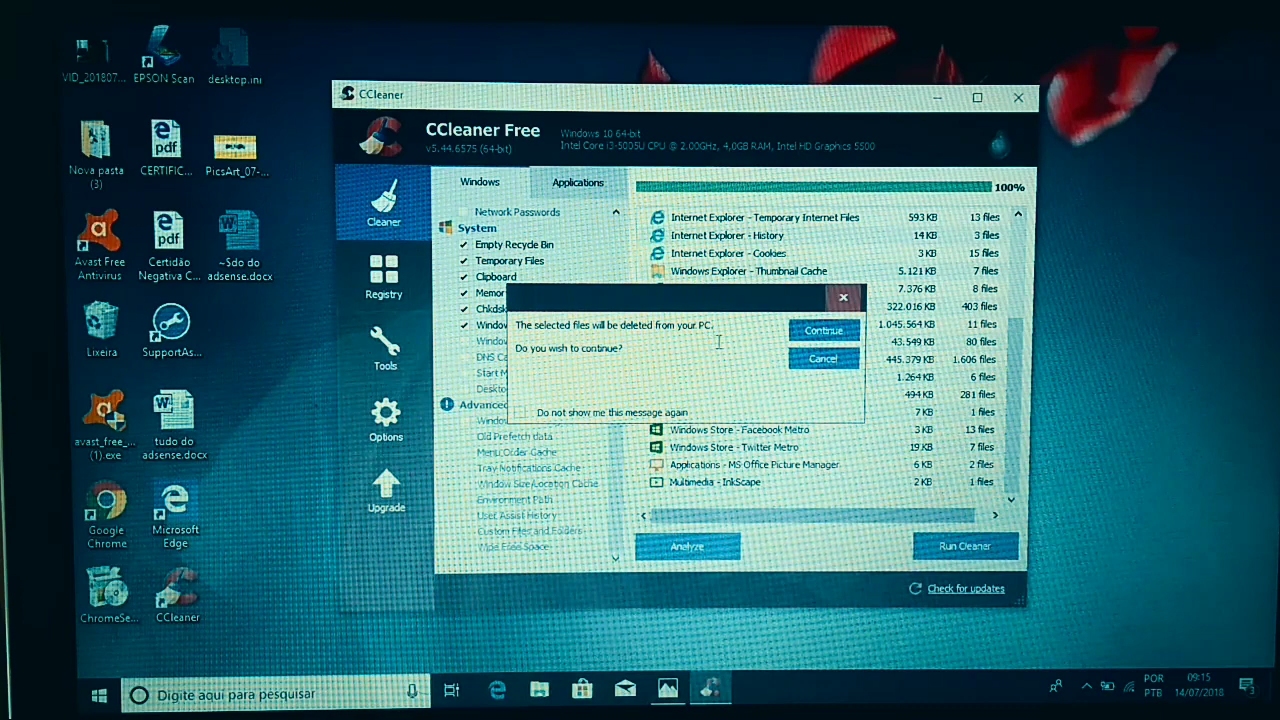 VID_201807...
EPSON Scan
desktop.ini
Nova pasta
(3)
CERTIFIC...
PicsArt_07-...
Avast Free
Antivirus
Certidão
Negativa C...
~$do do
adsense.docx
Lixeira
SupportAs...
avast_free_...
(1).exe
tudo do
adsense.docx
Google
Chrome
Microsoft
Edge
ChromeSe...
CCleaner
CCleaner
CCleaner Free
v5.44.6575 (64-bit)
Windows 10 64-bit
Intel Core i3-5005U CPU @ 2.00GHz, 4,0GB RAM, Intel HD Graphics 5500
Cleaner
Registry
Tools
Options
Upgrade
Windows
Applications
Network Passwords
System
Empty Recycle Bin
Temporary Files
Clipboard
Memor
Chkds
Window
Window
DNS Ca
Start M
Deskto
Advance
Window
Old Prefetch data
Menu Order Cache
Tray Notifications Cache
Window Size/Location Cache
Environment Path
User Assist History
Custom Files and Folders
Wipe Free Space
100%
Internet Explorer - Temporary Internet Files 593 KB 13 files
Internet Explorer - History 14 KB 3 files
Internet Explorer - Cookies 3 KB 15 files
Windows Explorer - Thumbnail Cache 5.121 KB 7 files
7.376 KB 8 files
322.016 KB 403 files
1.045.564 KB 11 files
43.549 KB 80 files
445.379 KB 1.606 files
1.264 KB 6 files
494 KB 281 files
7 KB 1 files
Windows Store - Facebook Metro 3 KB 13 files
Windows Store - Twitter Metro 19 KB 7 files
Applications - MS Office Picture Manager 6 KB 2 files
Multimedia - InkScape 2 KB 1 files
The selected files will be deleted from your PC.
Do you wish to continue?
Continue
Cancel
Do not show me this message again
Analyze
Run Cleaner
Check for updates
Digite aqui para pesquisar
POR
PTB
09:15
14/07/2018
3